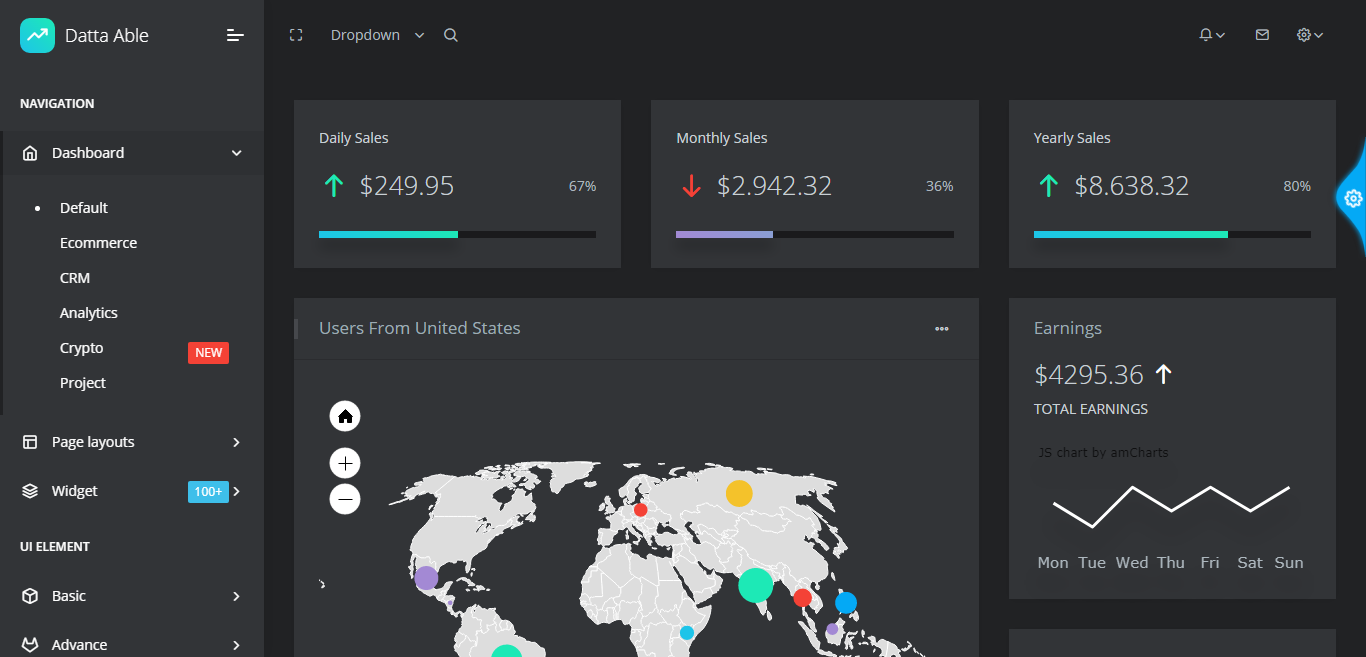 Datta Able
Dropdown
NAVIGATION
Dashboard
Default
Ecommerce
CRM
Analytics
Crypto
NEW
Project
Page layouts
Widget
100+
UI ELEMENT
Basic
Advance
Daily Sales
$249.95
67%
Monthly Sales
$2.942.32
36%
Yearly Sales
$8.638.32
80%
Users From United States
Earnings
$4295.36
TOTAL EARNINGS
JS chart by amCharts
Mon Tue Wed Thu Fri Sat Sun